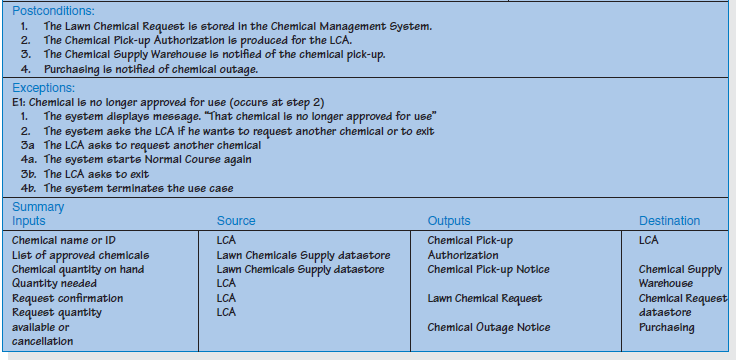 Postconditions:
1. The Lawn Chemical Request is stored in the Chemical Management System.
2. The Chemical Pick-up Authorization is produced for the LCA.
3. The Chemical Supply Warehouse is notified of the chemical pick-up.
4. Purchasing is notified of chemical outage.
Exceptions:
E1: Chemical is no longer approved for use (occurs at step 2)
1. The system displays message. "That chemical is no longer approved for use"
2. The system asks the LCA if he wants to request another chemical or to exit
3a The LCA asks to request another chemical
4a. The system starts Normal Course again
3b. The LCA asks to exit
4b. The system terminates the use case
Summary
Inputs Source Outputs Destination
Chemical name or ID LCA Chemical Pick-up LCA
List of approved chemicals Lawn Chemicals Supply datastore Authorization
Chemical quantity on hand Lawn Chemicals Supply datastore Chemical Pick-up Notice Chemical Supply
Quantity needed LCA Warehouse
Request confirmation LCA Lawn Chemical Request Chemical Request
Request quantity LCA datastore
available or Chemical Outage Notice Purchasing
cancellation